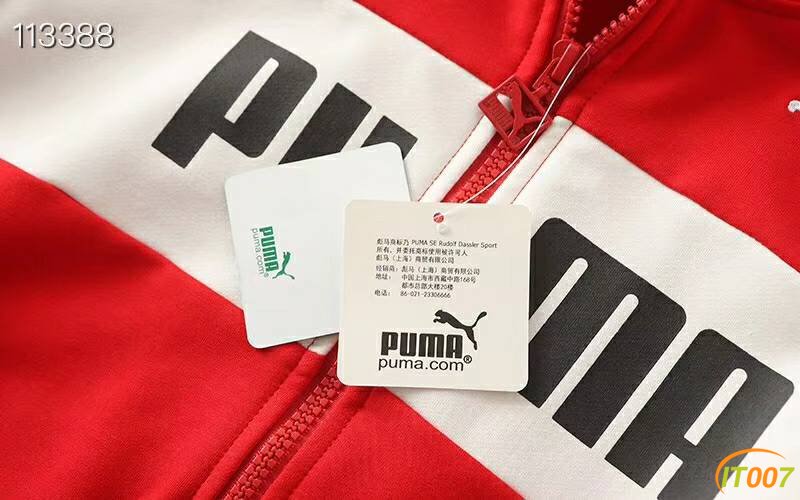 113388
PUMA
PUMA
puma.com
彪马商标乃 PUMA SE Rudolf Dassler Sport
所有、并委托商标使用被许可人
彪马（上海）商贸有限公司
经销商: 彪马（上海）商贸有限公司
地址: 中国上海市西藏中路168号
都市总部大楼20楼
电话: 86-021-23306666
PUMA®
puma.com
IT007